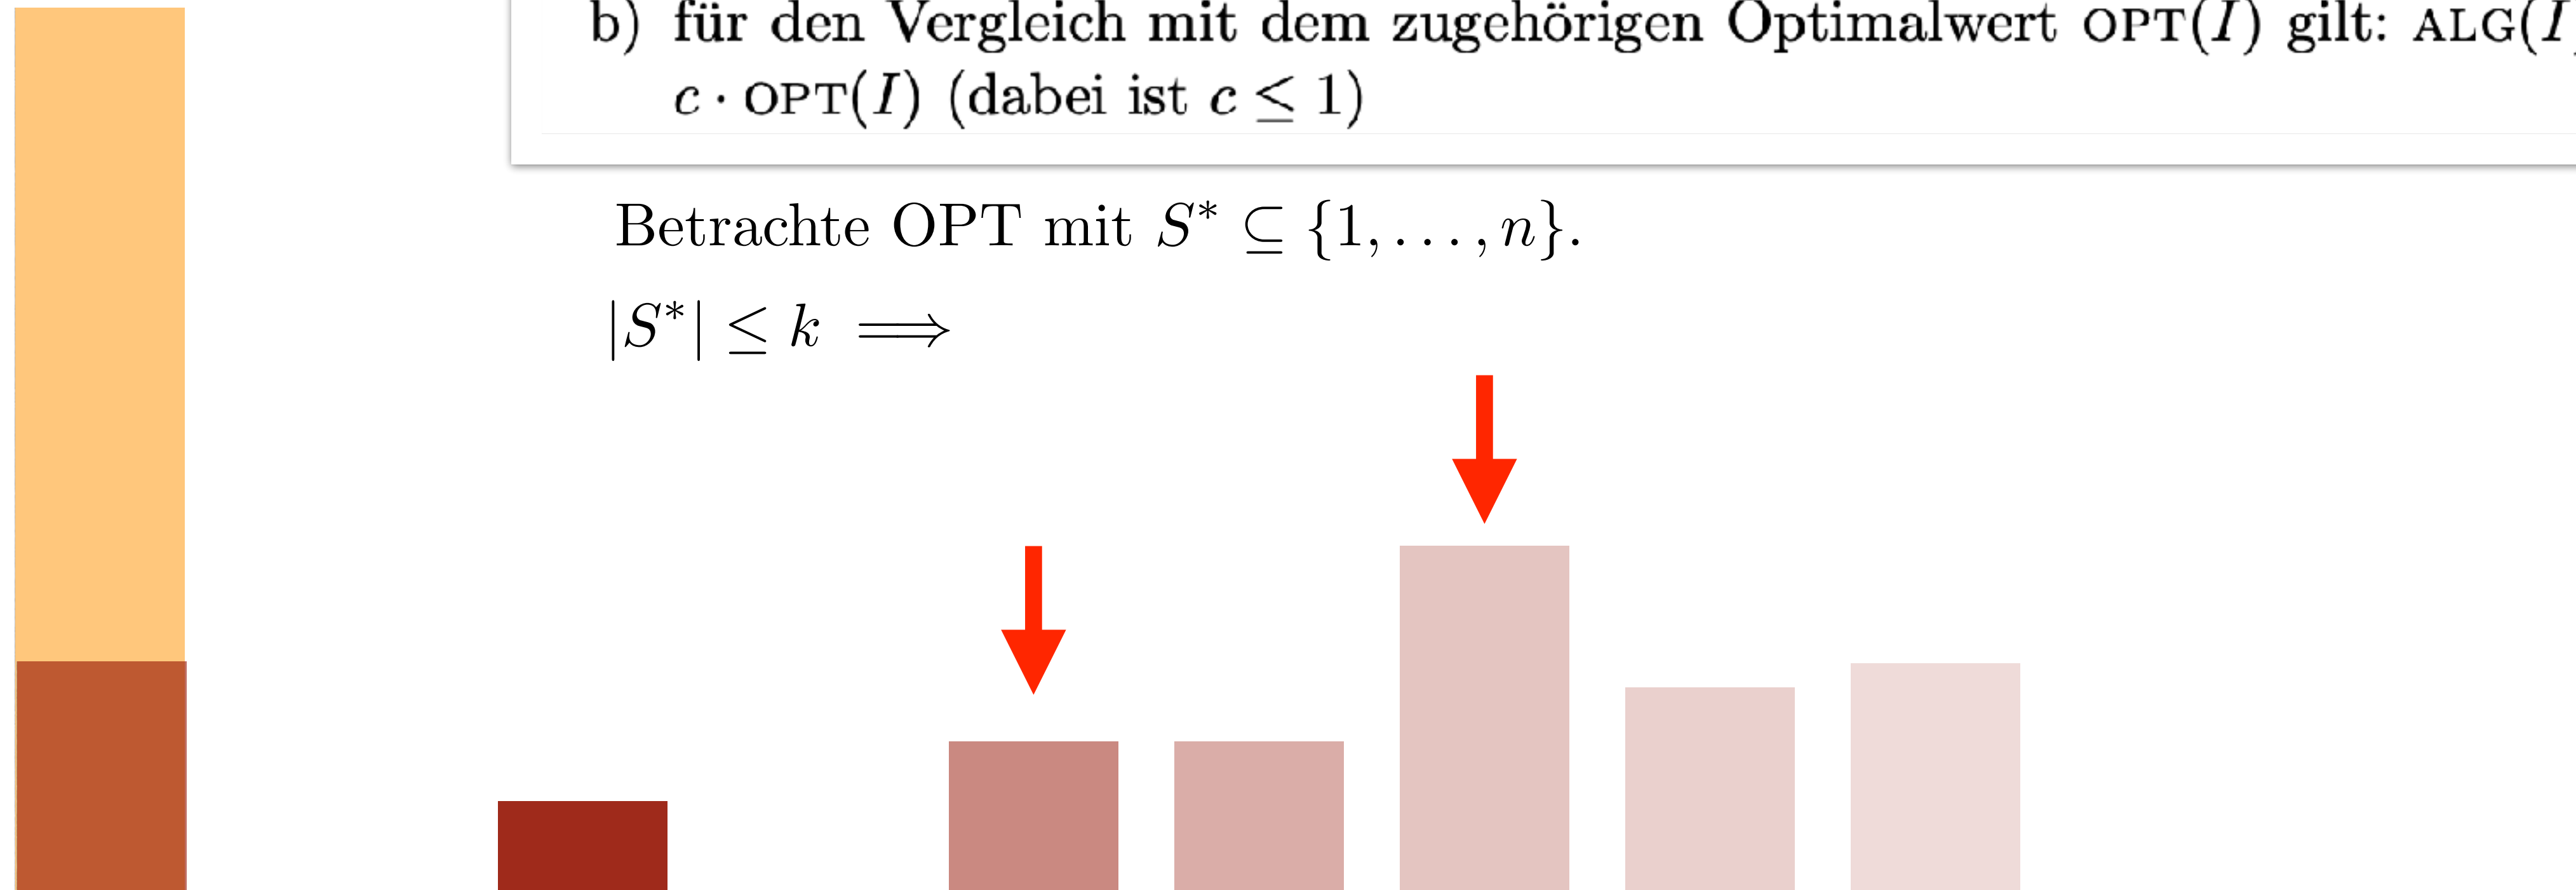 b) für den Vergleich mit dem zugehörigen Optimalwert OPT(I) gilt: ALG(I
c · OPT(I) (dabei ist c ≤ 1)
Betrachte OPT mit S* ⊆ {1, . . . , n}.
|S*| ≤ k ⟹